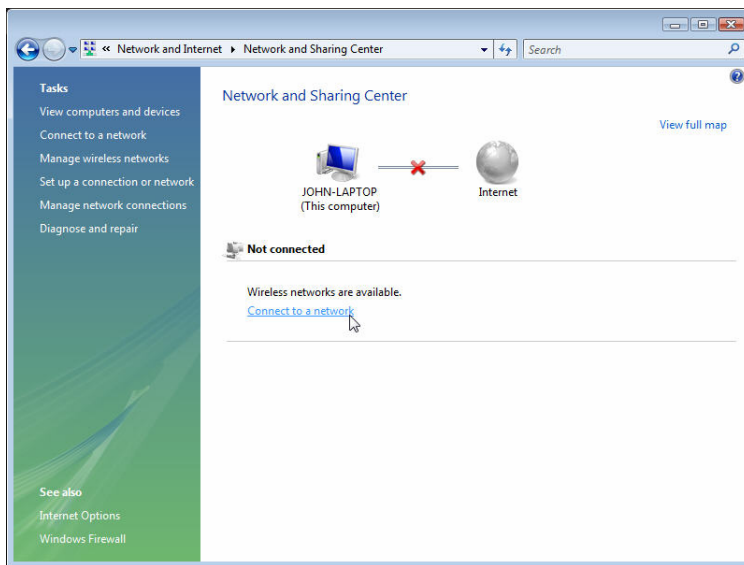 « Network and Internet ▸ Network and Sharing Center
Search
Tasks
View computers and devices
Connect to a network
Manage wireless networks
Set up a connection or network
Manage network connections
Diagnose and repair
See also
Internet Options
Windows Firewall
Network and Sharing Center
View full map
JOHN-LAPTOP
(This computer)
Internet
Not connected
Wireless networks are available.
Connect to a network